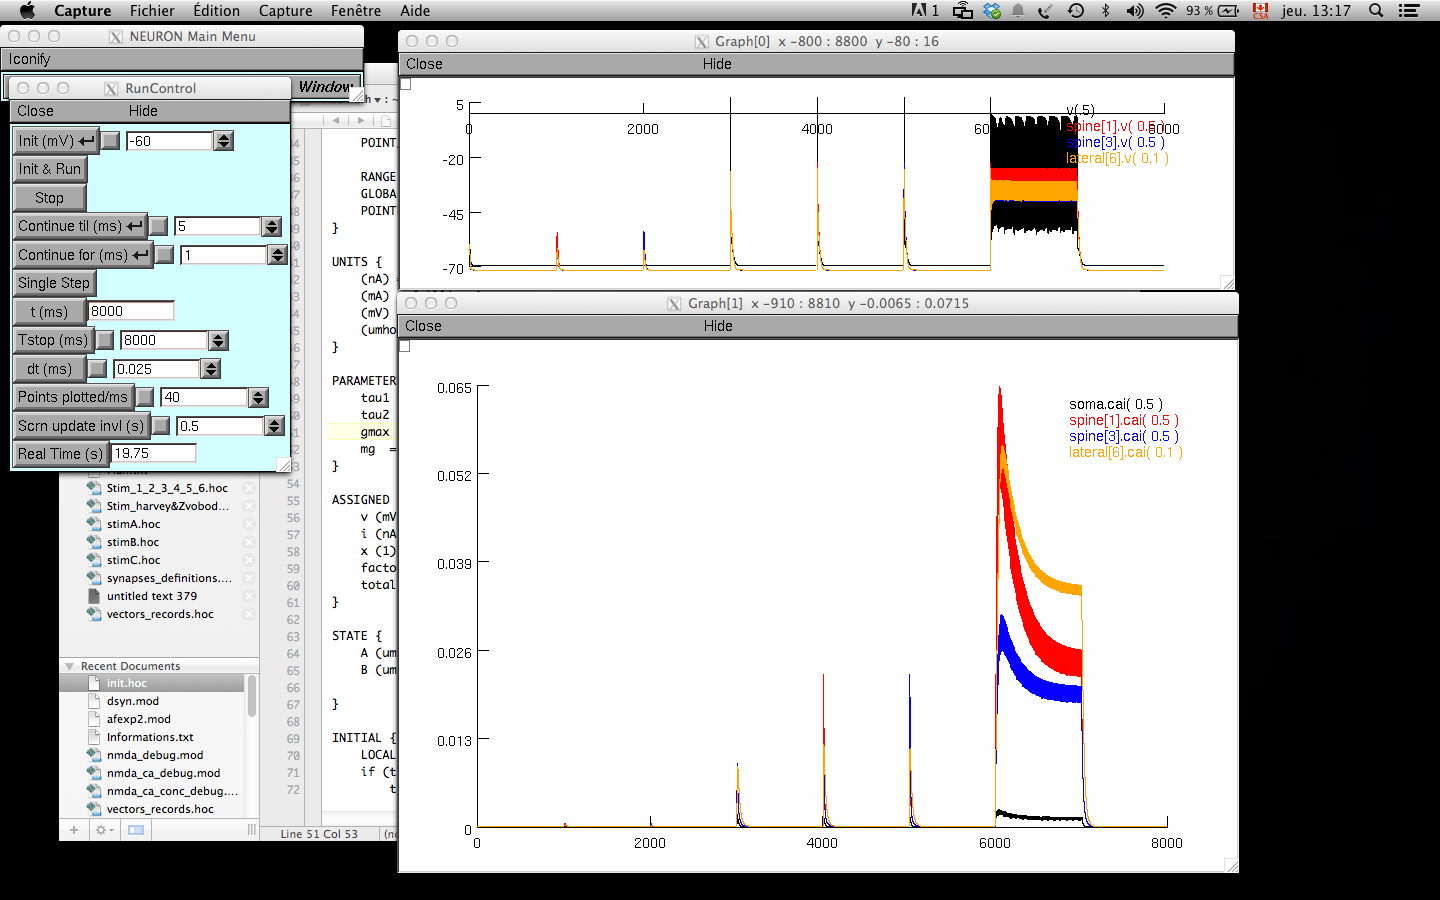 Capture Fichier Édition Capture Fenêtre Aide 1 93 % CSA jeu. 13:17
NEURON Main Menu
Iconify
Window
RunControl
Close Hide
Init (mV) -60
Init & Run
Stop
Continue til (ms) 5
Continue for (ms) 1
Single Step
t (ms) 8000
Tstop (ms) 8000
dt (ms) 0.025
Points plotted/ms 40
Scrn update invl (s) 0.5
Real Time (s) 19.75
Stim_1_2_3_4_5_6.hoc
Stim_harvey&Zvobod...
stimA.hoc
stimB.hoc
stimC.hoc
synapses_definitions....
untitled text 379
vectors_records.hoc
Recent Documents
init.hoc
dsyn.mod
afexp2.mod
Informations.txt
nmda_debug.mod
nmda_ca_debug.mod
nmda_ca_conc_debug....
vectors_records.hoc
POINT
RANGE
GLOBA
POINT
}
UNITS {
(nA)
(mA)
(mV)
(umho
}
PARAMETER
tau1
tau2
gmax
mg =
53 }
54
55 ASSIGNED
56 v (mV
57 i (nA
58 x (1)
59 facto
60 total
61 }
62
63 STATE {
64 A (um
65 B (um
66
67 }
68
69 INITIAL {
70 LOCAL
71 if (t
72 t
Line 51 Col 53 (no
Graph[0] x -800 : 8800 y -80 : 16
Close Hide
5
-20
-45
-70
0 2000 4000 6000 8000
v(.5)
spine[1].v( 0.5 )
spine[3].v( 0.5 )
lateral[6].v( 0.1 )
Graph[1] x -910 : 8810 y -0.0065 : 0.0715
Close Hide
0.065
0.052
0.039
0.026
0.013
0
0 2000 4000 6000 8000
soma.cai( 0.5 )
spine[1].cai( 0.5 )
spine[3].cai( 0.5 )
lateral[6].cai( 0.1 )